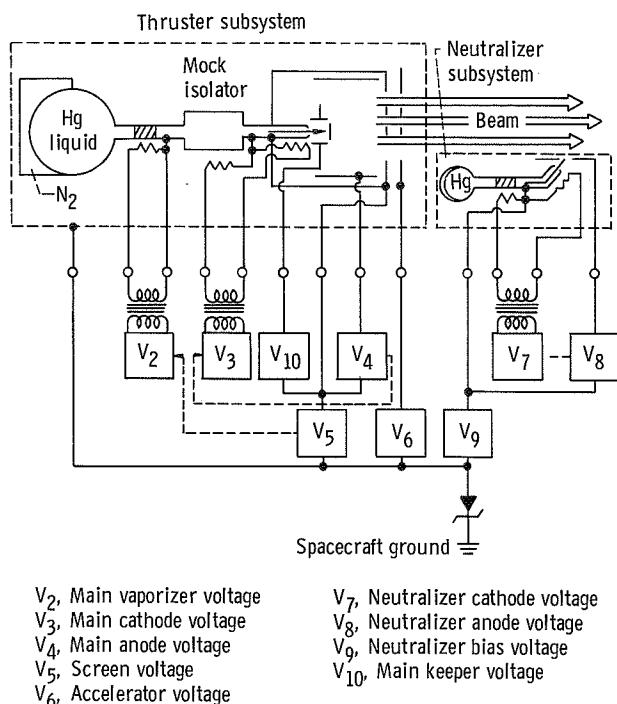 Thruster subsystem
Neutralizer
subsystem
Mock
isolator
Hg
liquid
N2
Beam
Hg
V2
V3
V10
V4
V7
V8
V5
V6
V9
Spacecraft ground
V2, Main vaporizer voltage
V3, Main cathode voltage
V4, Main anode voltage
V5, Screen voltage
V6, Accelerator voltage
V7, Neutralizer cathode voltage
V8, Neutralizer anode voltage
V9, Neutralizer bias voltage
V10, Main keeper voltage